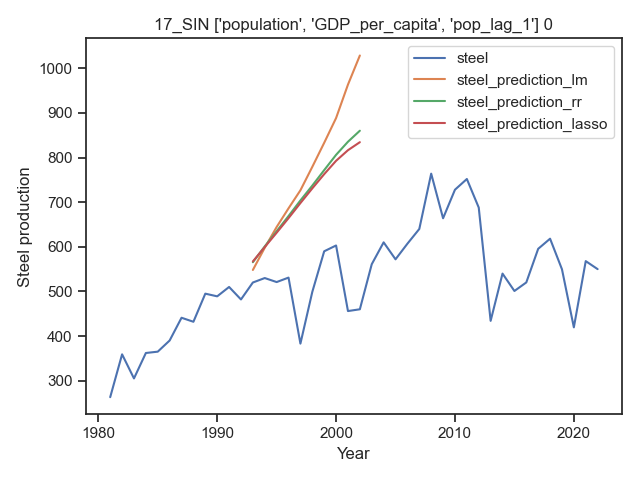 17_SIN ['population', 'GDP_per_capita', 'pop_lag_1'] 0
steel
steel_prediction_lm
steel_prediction_rr
steel_prediction_lasso
Steel production
1000
900
800
700
600
500
400
300
1980
1990
2000
2010
2020
Year